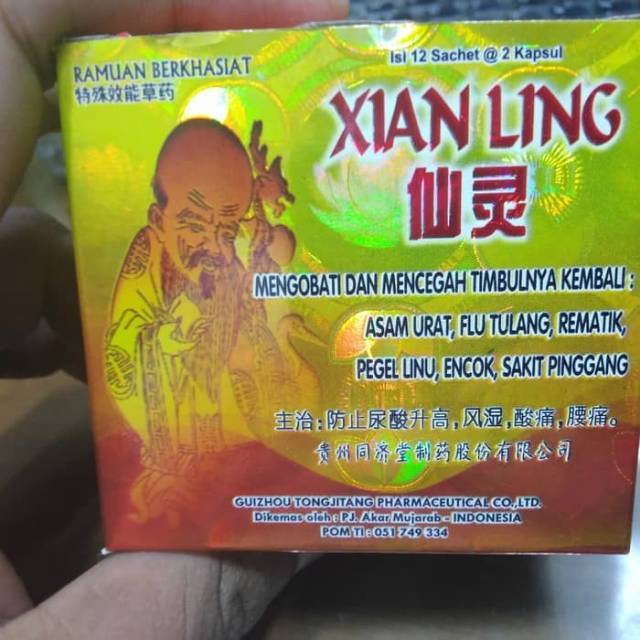 Isi 12 Sachet @ 2 Kapsul
RAMUAN BERKHASIAT
特殊效能草药
XIAN LING
仙灵
MENGOBATI DAN MENCEGAH TIMBULNYA KEMBALI :
ASAM URAT, FLU TULANG, REMATIK,
PEGEL LINU, ENCOK, SAKIT PINGGANG
主治:防止尿酸升高,风湿,酸痛,腰痛。
贵州同济堂制药股份有限公司
GUIZHOU TONGJITANG PHARMACEUTICAL CO.,LTD.
Dikemas oleh : PJ. Akar Mujarab - INDONESIA
POM TI : 051 749 334